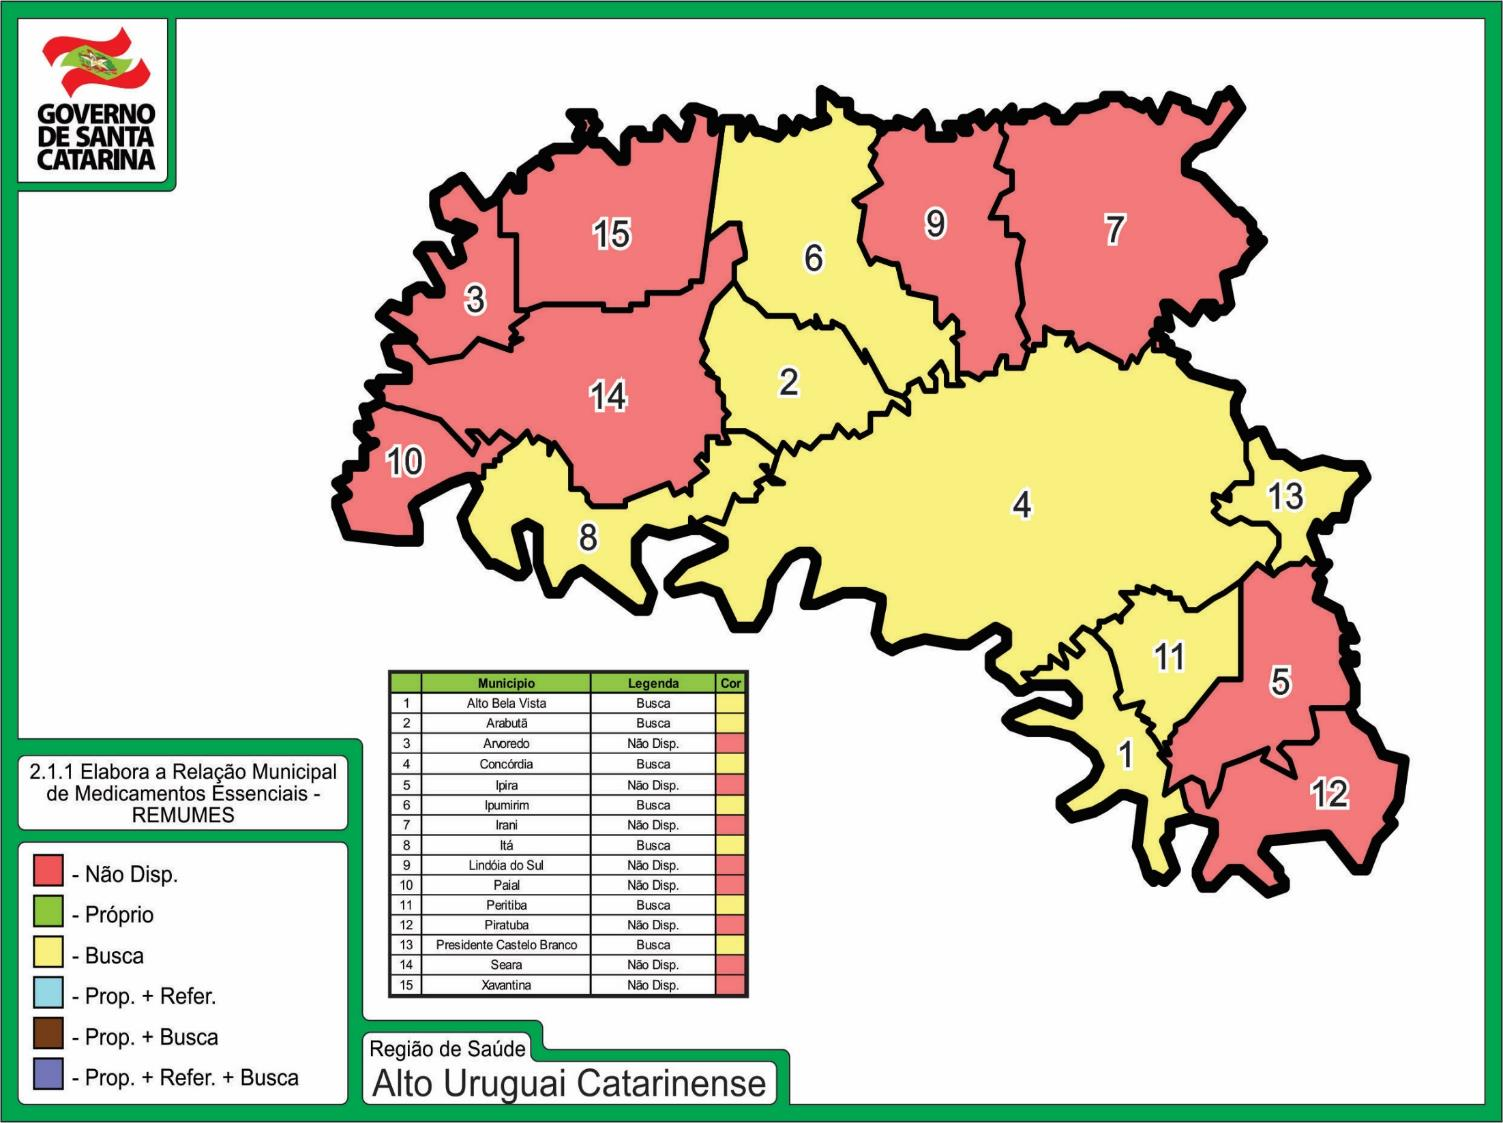 GOVERNO
DE SANTA
CATARINA
15
9
7
6
3
2
14
10
4
13
8
11
5
1
12
Municipio Legenda Cor
1 Alto Bela Vista Busca
2 Arabutã Busca
3 Arvoredo Não Disp.
4 Concórdia Busca
5 Ipira Não Disp.
6 Ipumirim Busca
7 Irani Não Disp.
8 Itá Busca
9 Lindóia do Sul Não Disp.
10 Paial Não Disp.
11 Peritiba Busca
12 Piratuba Não Disp.
13 Presidente Castelo Branco Busca
14 Seara Não Disp.
15 Xavantina Não Disp.
2.1.1 Elabora a Relação Municipal
de Medicamentos Essenciais -
REMUMES
- Não Disp.
- Próprio
- Busca
- Prop. + Refer.
- Prop. + Busca
- Prop. + Refer. + Busca
Região de Saúde
Alto Uruguai Catarinense